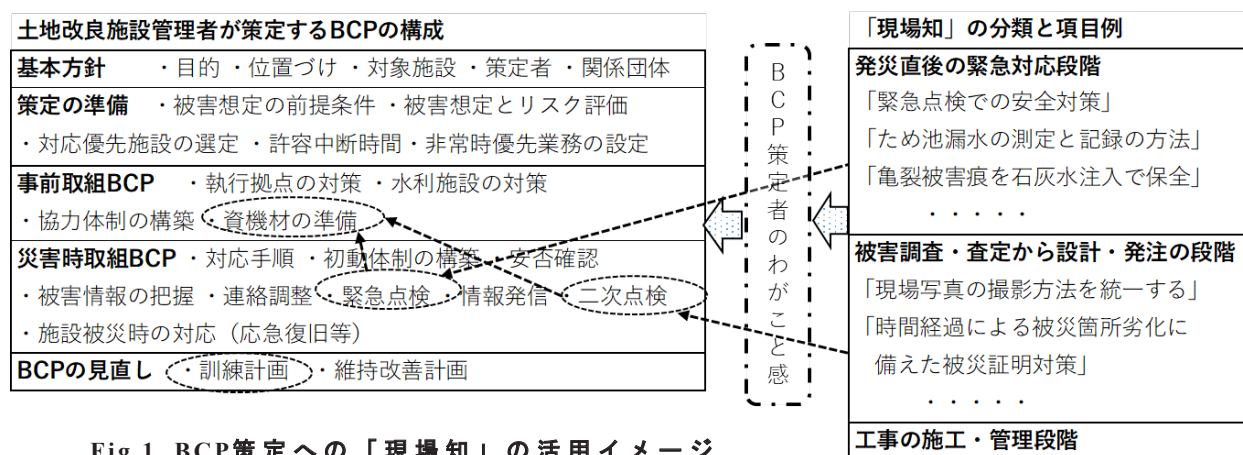 土地改良施設管理者が策定するBCPの構成
基本方針 ・目的 ・位置づけ ・対象施設 ・策定者 ・関係団体
策定の準備 ・被害想定の前提条件 ・被害想定とリスク評価
・対応優先施設の選定 ・許容中断時間・非常時優先業務の設定
事前取組BCP ・執行拠点の対策 ・水利施設の対策
・協力体制の構築 ・資機材の準備
災害時取組BCP ・対応手順 ・初動体制の構築 ・安否確認
・被害情報の把握 ・連絡調整 ・緊急点検 ・情報発信 ・二次点検
・施設被災時の対応（応急復旧等）
BCPの見直し ・訓練計画 ・維持改善計画
BCP策定者のわがこと感
「現場知」の分類と項目例
発災直後の緊急対応段階
「緊急点検での安全対策」
「ため池漏水の測定と記録の方法」
「亀裂被害痕を石灰水注入で保全」
・・・・・
被害調査・査定から設計・発注の段階
「現場写真の撮影方法を統一する」
「時間経過による被災箇所劣化に
備えた被災証明対策」
・・・・・
工事の施工・管理段階
Fig.1 BCP策定への「現場知」の活用イメージ